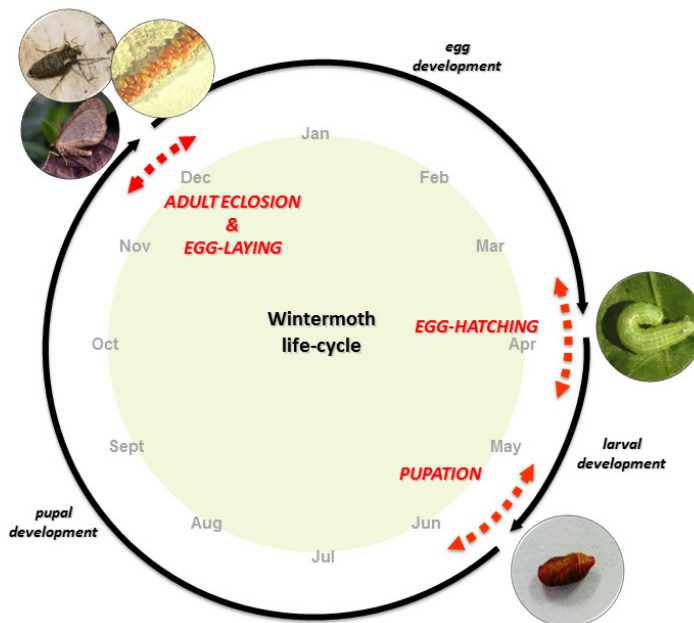 egg
development
Jan
Dec
Feb
ADULT ECLOSION
&
EGG-LAYING
Nov
Mar
Wintermoth
life-cycle
EGG-HATCHING
Oct
Apr
Sept
May
larval
development
PUPATION
pupal
development
Aug
Jun
Jul